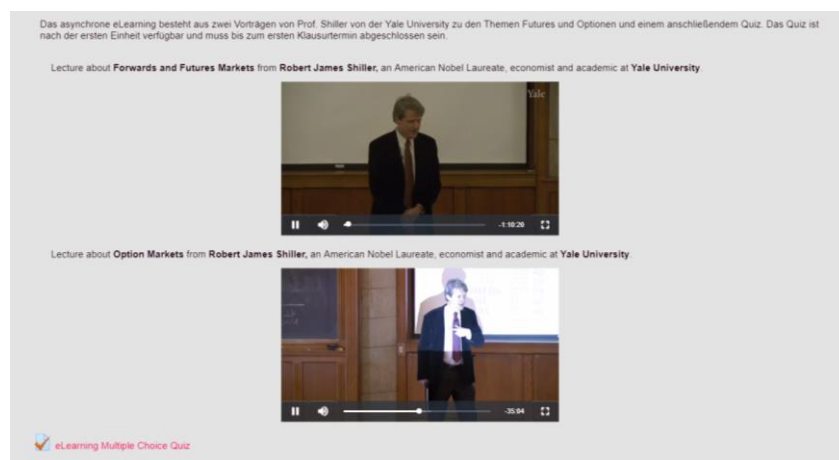 Das asynchrone eLearning besteht aus zwei Vorträgen von Prof. Shiller von der Yale University zu den Themen Futures und Optionen und einem anschließendem Quiz. Das Quiz ist
nach der ersten Einheit verfügbar und muss bis zum ersten Klausurtermin abgeschlossen sein.
Lecture about Forwards and Futures Markets from Robert James Shiller, an American Nobel Laureate, economist and academic at Yale University.
Yale
-1:10:20
Lecture about Option Markets from Robert James Shiller, an American Nobel Laureate, economist and academic at Yale University.
-35:04
eLearning Multiple Choice Quiz